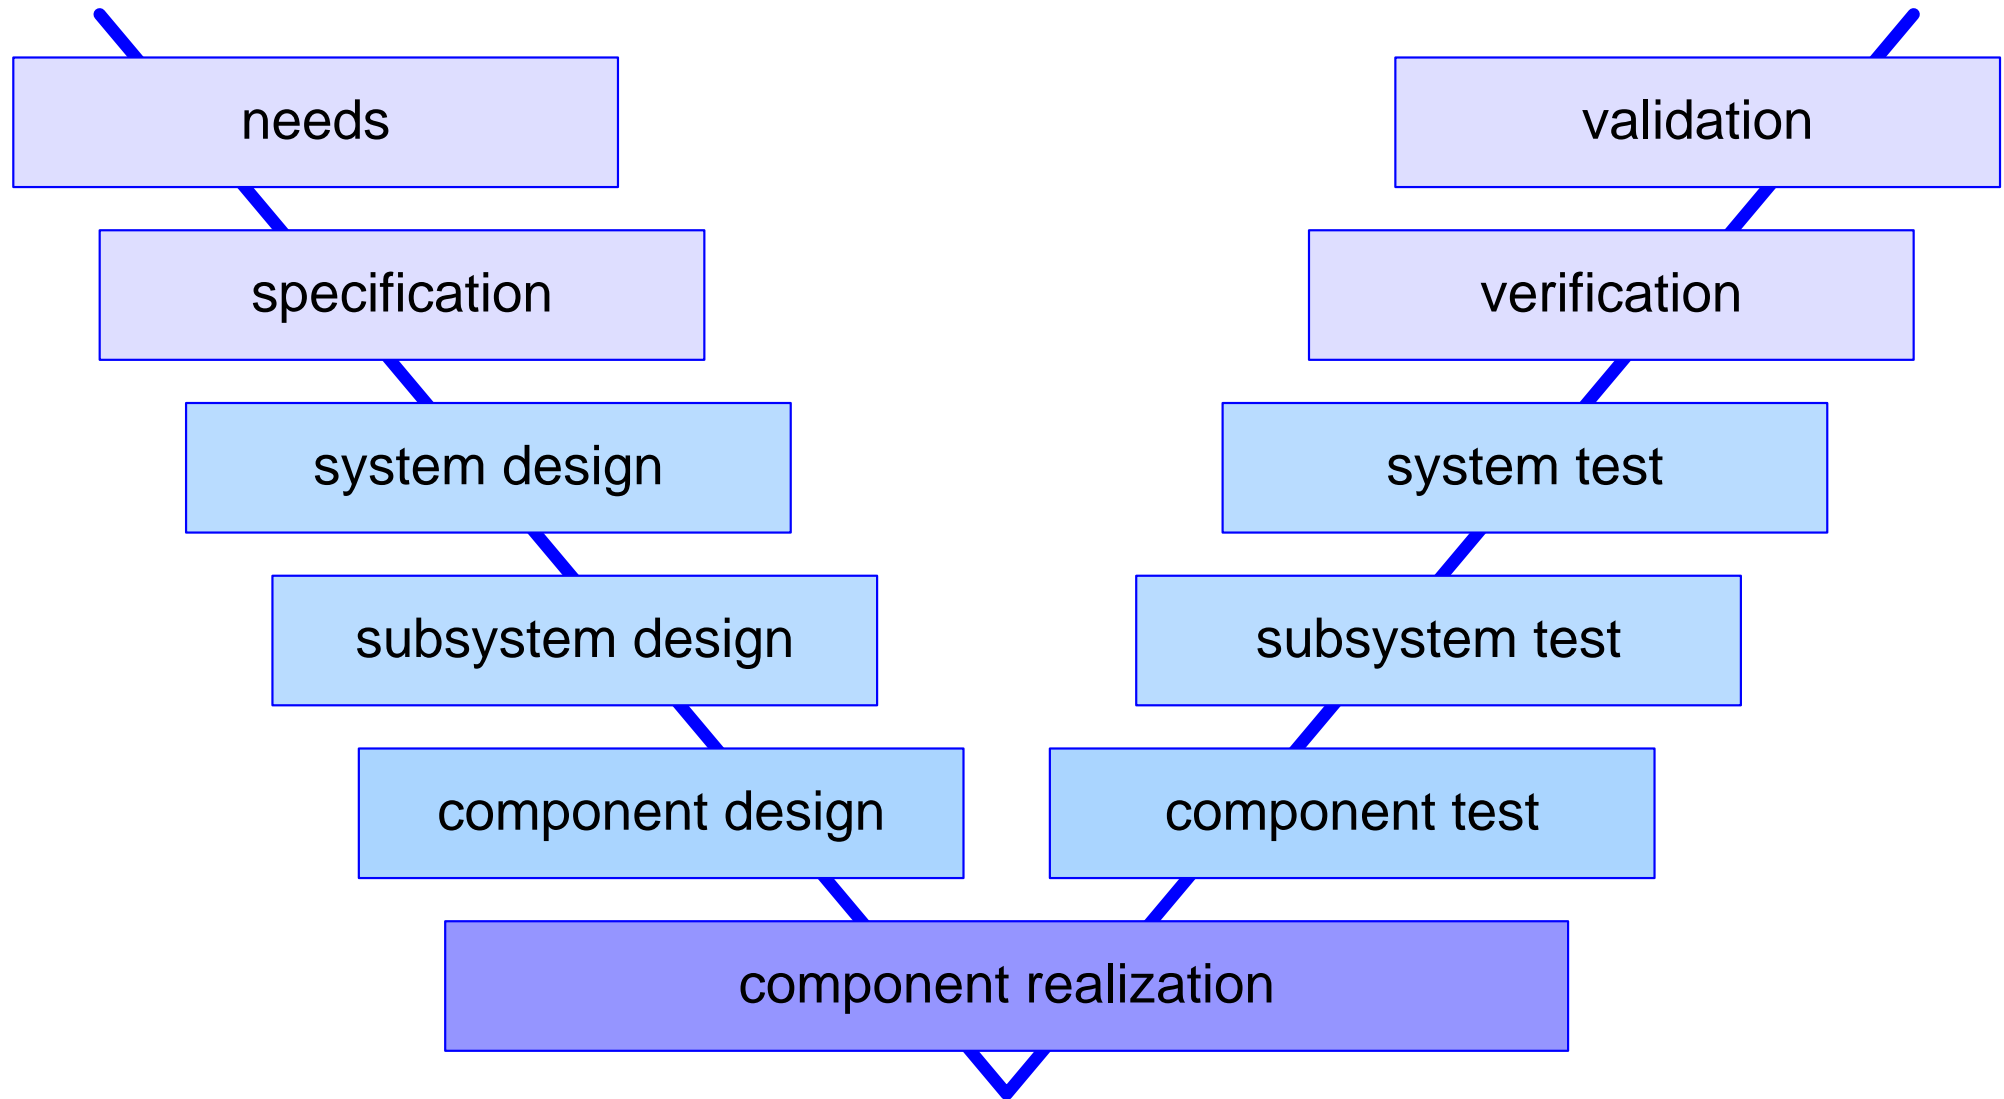 needs
validation
specification
verification
system design
system test
subsystem design
subsystem test
component design
component test
component realization